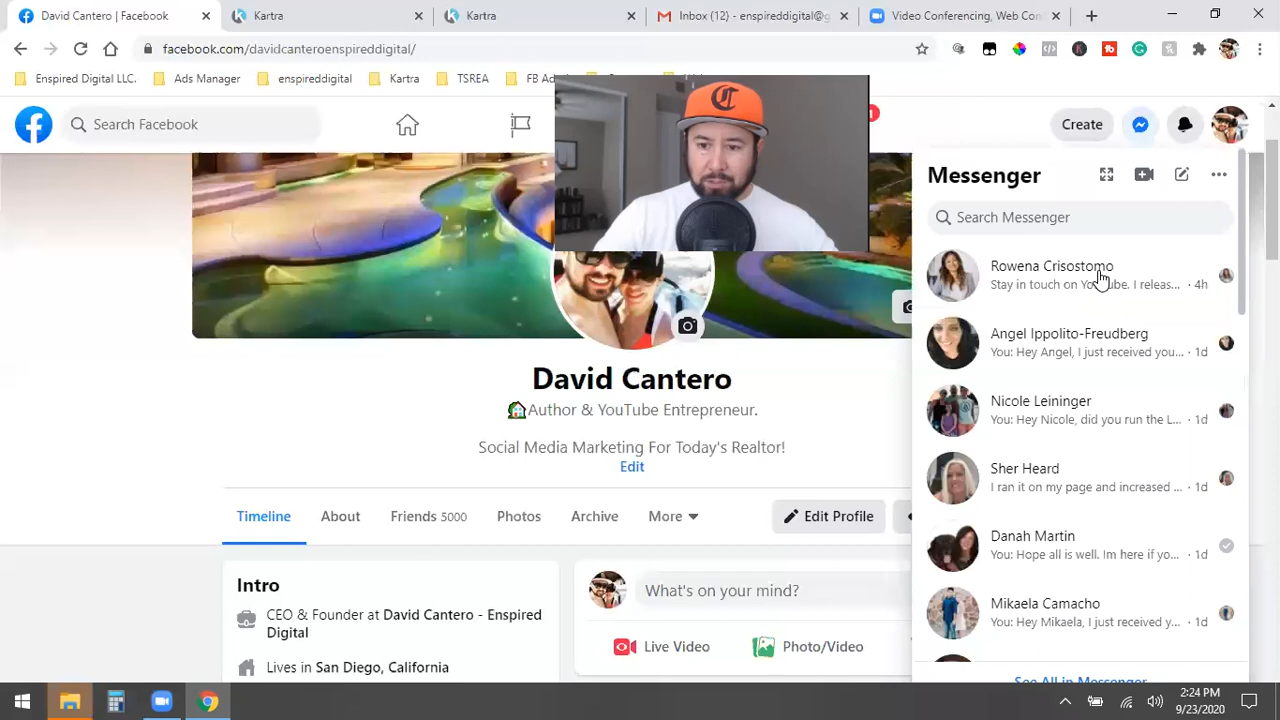 David Cantero | Facebook
Kartra
Kartra
Inbox (12) - enspireddigital@g
Video Conferencing, Web Con
facebook.com/davidcanteroenspireddigital/
Enspired Digital LLC.
Ads Manager
enspireddigital
Kartra
TSREA
Search Facebook
Create
Messenger
Search Messenger
Rowena Crisostomo
Stay in touch on YouTube. I releas... · 4h
Angel Ippolito-Freudberg
You: Hey Angel, I just received you... · 1d
Nicole Leininger
You: Hey Nicole, did you run the L... · 1d
Sher Heard
I ran it on my page and increased ... · 1d
Danah Martin
You: Hope all is well. Im here if yo... · 1d
Mikaela Camacho
You: Hey Mikaela, I just received y... · 1d
See All in Messenger
David Cantero
Author & YouTube Entrepreneur.
Social Media Marketing For Today's Realtor!
Edit
Timeline
About
Friends 5000
Photos
Archive
More
Edit Profile
Intro
CEO & Founder at David Cantero - Enspired
Digital
Lives in San Diego, California
What's on your mind?
Live Video
Photo/Video
2:24 PM
9/23/2020